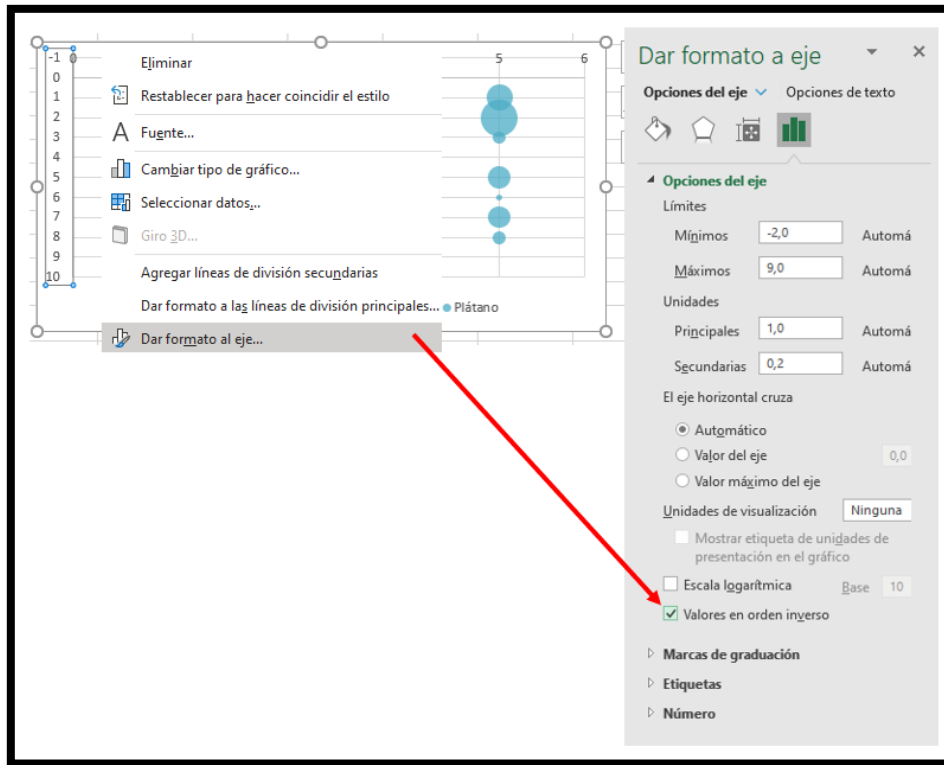 -1 0 5 6
0
1
2
3
4
5
6
7
8
9
10
Plátano
Eliminar
Restablecer para hacer coincidir el estilo
A Fuente...
Cambiar tipo de gráfico...
Seleccionar datos...
Giro 3D...
Agregar líneas de división secundarias
Dar formato a las líneas de división principales...
Dar formato al eje...
Dar formato a eje
Opciones del eje Opciones de texto
Opciones del eje
Límites
Mínimos -2,0 Automá
Máximos 9,0 Automá
Unidades
Principales 1,0 Automá
Secundarias 0,2 Automá
El eje horizontal cruza
Automático
Valor del eje 0,0
Valor máximo del eje
Unidades de visualización Ninguna
Mostrar etiqueta de unidades de
presentación en el gráfico
Escala logarítmica Base 10
Valores en orden inverso
Marcas de graduación
Etiquetas
Número